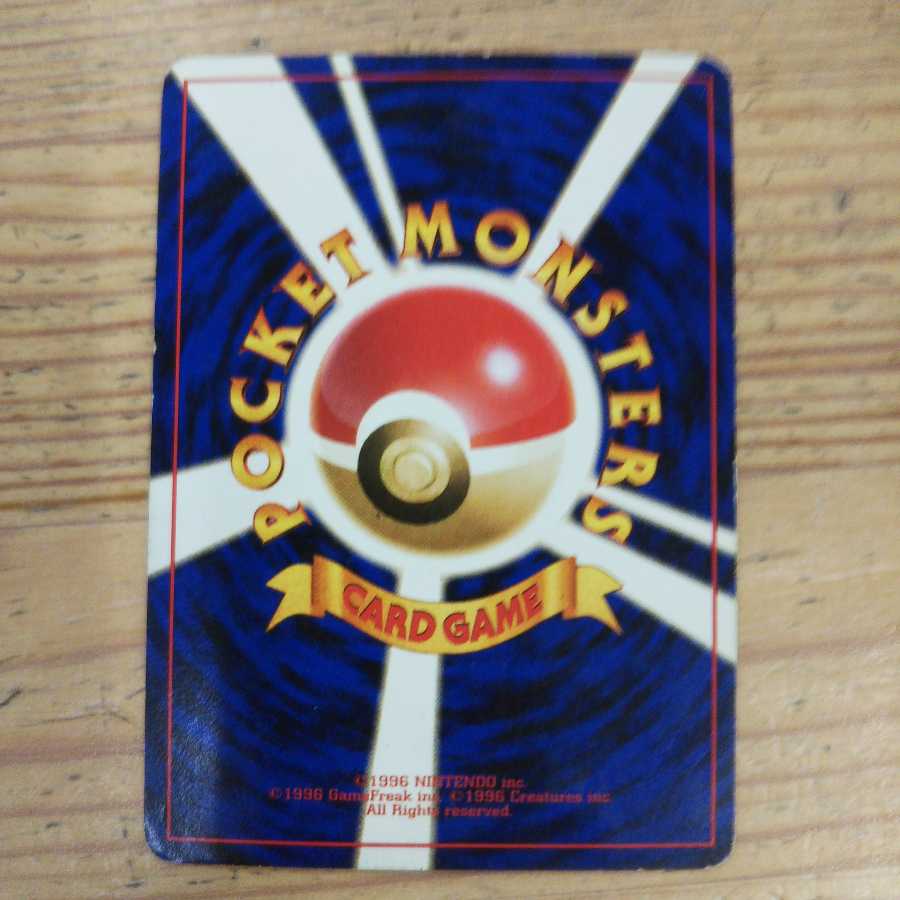 POCKET MONSTERS
CARD GAME
©1996 NINTENDO inc.
©1996 GameFreak inc. ©1996 Creatures inc.
All Rights reserved.